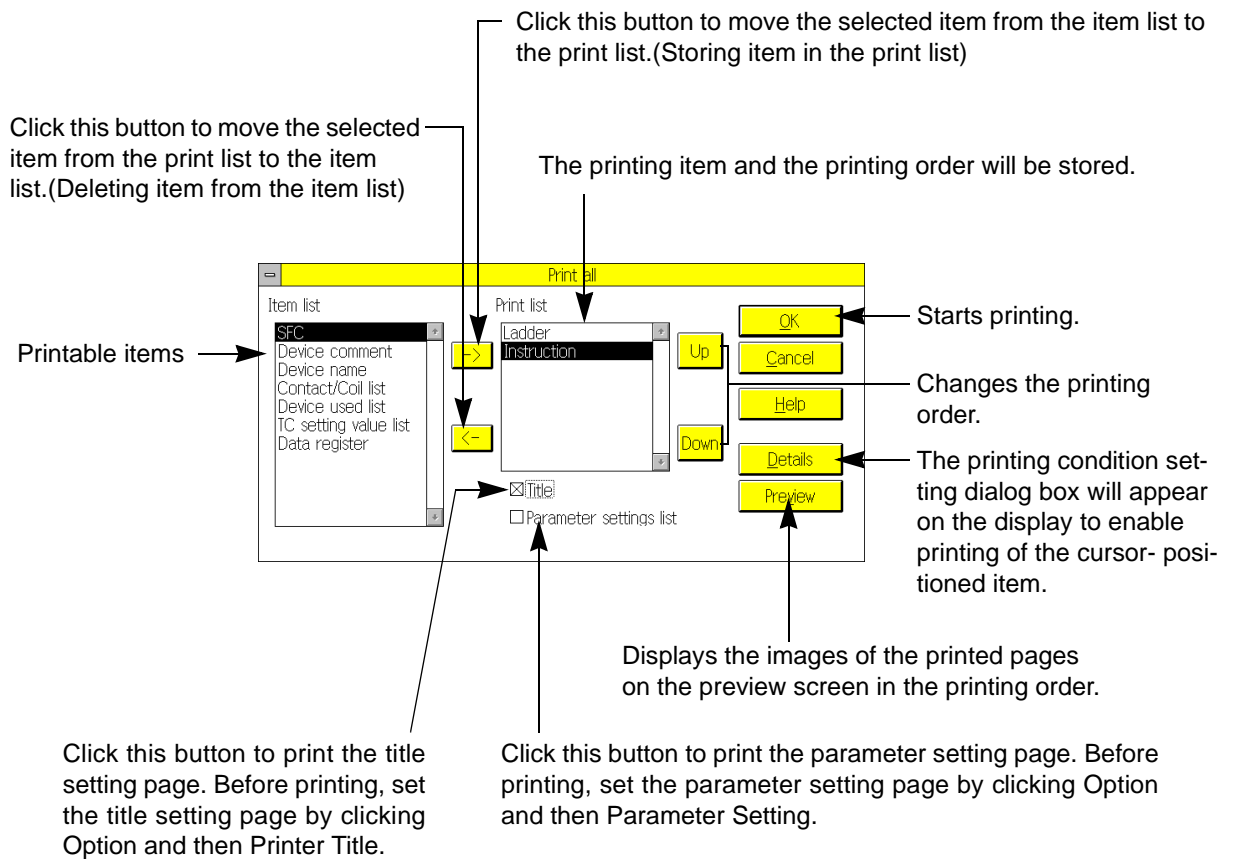 Click this button to move the selected item from the item list to
the print list.(Storing item in the print list)
Click this button to move the selected
item from the print list to the item
list.(Deleting item from the item list)
The printing item and the printing order will be stored.
Print all
Item list
Print list
Printable items
SFC
Device comment
Device name
Contact/Coil list
Device used list
TC setting value list
Data register
->
<-
Ladder
Instruction
Up
Down
OK
Cancel
Help
Details
Preview
Title
Parameter settings list
Starts printing.
Changes the printing
order.
The printing condition set-
ting dialog box will appear
on the display to enable
printing of the cursor- posi-
tioned item.
Displays the images of the printed pages
on the preview screen in the printing order.
Click this button to print the title
setting page. Before printing, set
the title setting page by clicking
Option and then Printer Title.
Click this button to print the parameter setting page. Before
printing, set the parameter setting page by clicking Option
and then Parameter Setting.